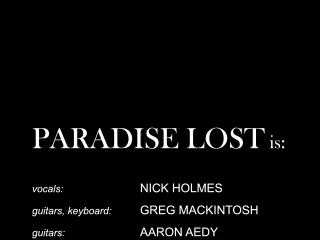 PARADISE LOST is:
vocals: NICK HOLMES
guitars, keyboard: GREG MACKINTOSH
guitars: AARON AEDY